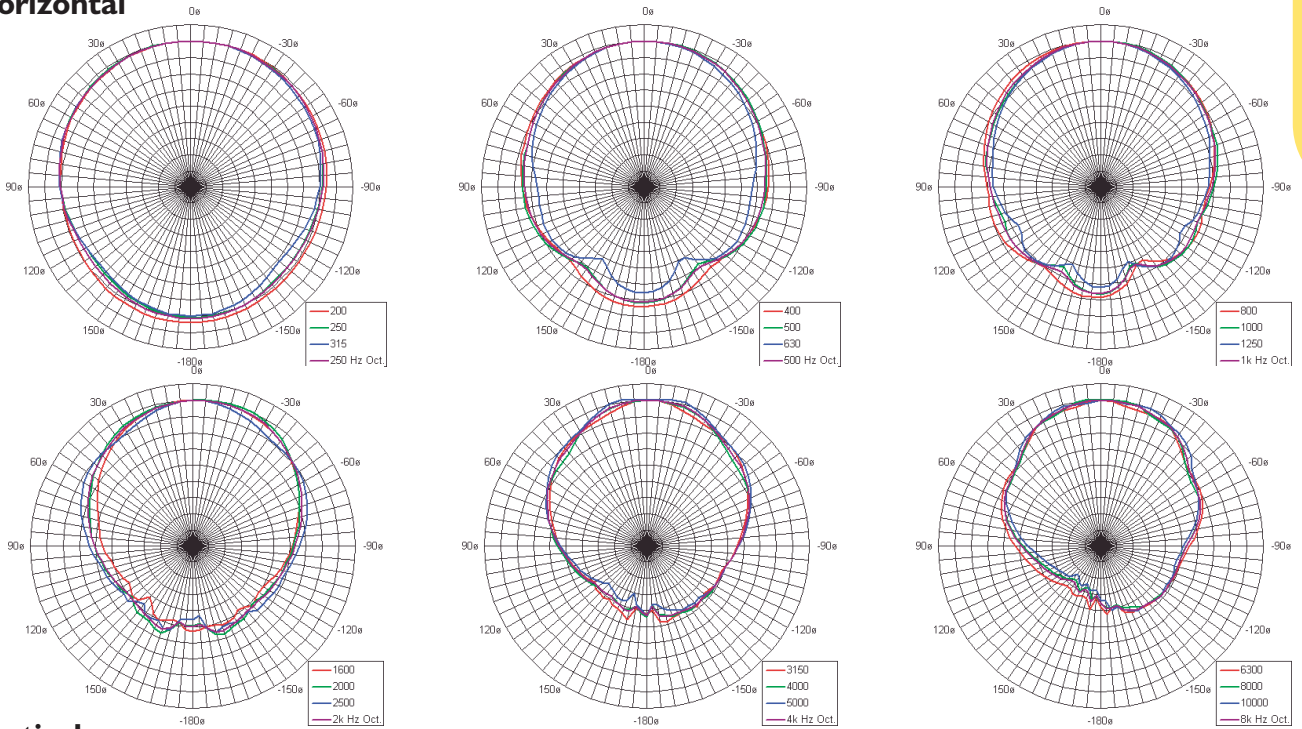 orizontal
0ø
30ø
-30ø
60ø
-60ø
90ø
-90ø
120ø
-120ø
150ø
-150ø
-180ø
200
250
315
250 Hz Oct.
0ø
30ø
-30ø
60ø
-60ø
90ø
-90ø
120ø
-120ø
150ø
-150ø
-180ø
400
500
630
500 Hz Oct.
0ø
30ø
-30ø
60ø
-60ø
90ø
-90ø
120ø
-120ø
150ø
-150ø
-180ø
800
1000
1250
1k Hz Oct.
0ø
30ø
-30ø
60ø
-60ø
90ø
-90ø
120ø
-120ø
150ø
-150ø
-180ø
1600
2000
2500
2k Hz Oct.
0ø
30ø
-30ø
60ø
-60ø
90ø
-90ø
120ø
-120ø
150ø
-150ø
-180ø
3150
4000
5000
4k Hz Oct.
0ø
30ø
-30ø
60ø
-60ø
90ø
-90ø
120ø
-120ø
150ø
-150ø
-180ø
6300
8000
10000
8k Hz Oct.